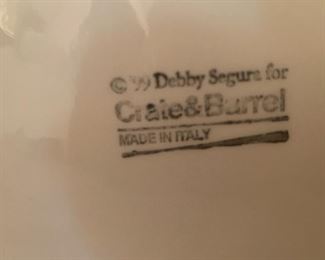 © '99 Debby Segura for
Crate&Barrel
MADE IN ITALY